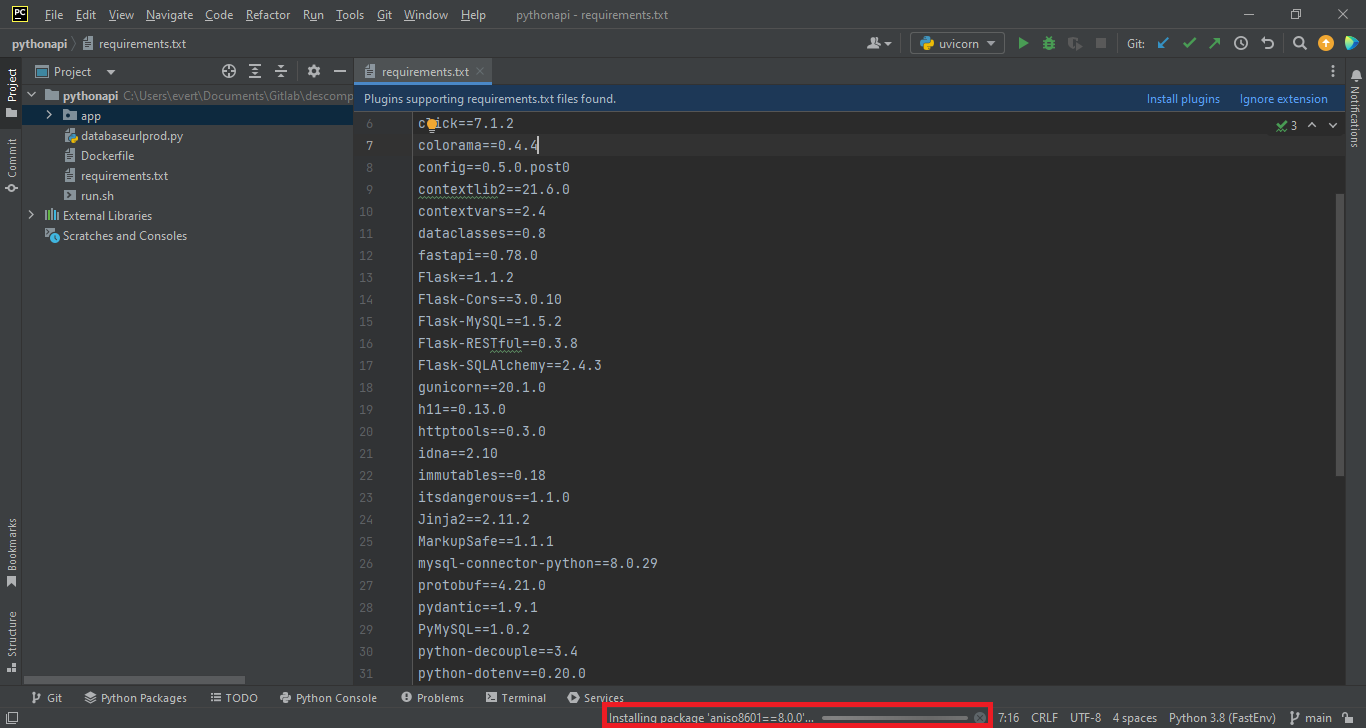 PC File Edit View Navigate Code Refactor Run Tools Git Window Help pythonapi - requirements.txt
pythonapi requirements.txt uvicorn Git:
Project
Project
requirements.txt
Notifications
pythonapi C:\Users\evert\Documents\Gitlab\descomp
app
databaseurlprod.py
Dockerfile
requirements.txt
run.sh
External Libraries
Scratches and Consoles
Commit
Bookmarks
Structure
Plugins supporting requirements.txt files found. Install plugins Ignore extension
3
6 click==7.1.2
7 colorama==0.4.4
8 config==0.5.0.post0
9 contextlib2==21.6.0
10 contextvars==2.4
11 dataclasses==0.8
12 fastapi==0.78.0
13 Flask==1.1.2
14 Flask-Cors==3.0.10
15 Flask-MySQL==1.5.2
16 Flask-RESTful==0.3.8
17 Flask-SQLAlchemy==2.4.3
18 gunicorn==20.1.0
19 h11==0.13.0
20 httptools==0.3.0
21 idna==2.10
22 immutables==0.18
23 itsdangerous==1.1.0
24 Jinja2==2.11.2
25 MarkupSafe==1.1.1
26 mysql-connector-python==8.0.29
27 protobuf==4.21.0
28 pydantic==1.9.1
29 PyMySQL==1.0.2
30 python-decouple==3.4
31 python-dotenv==0.20.0
Git Python Packages TODO Python Console Problems Terminal Services
Installing package 'aniso8601==8.0.0'... 7:16 CRLF UTF-8 4 spaces Python 3.8 (FastEnv) main